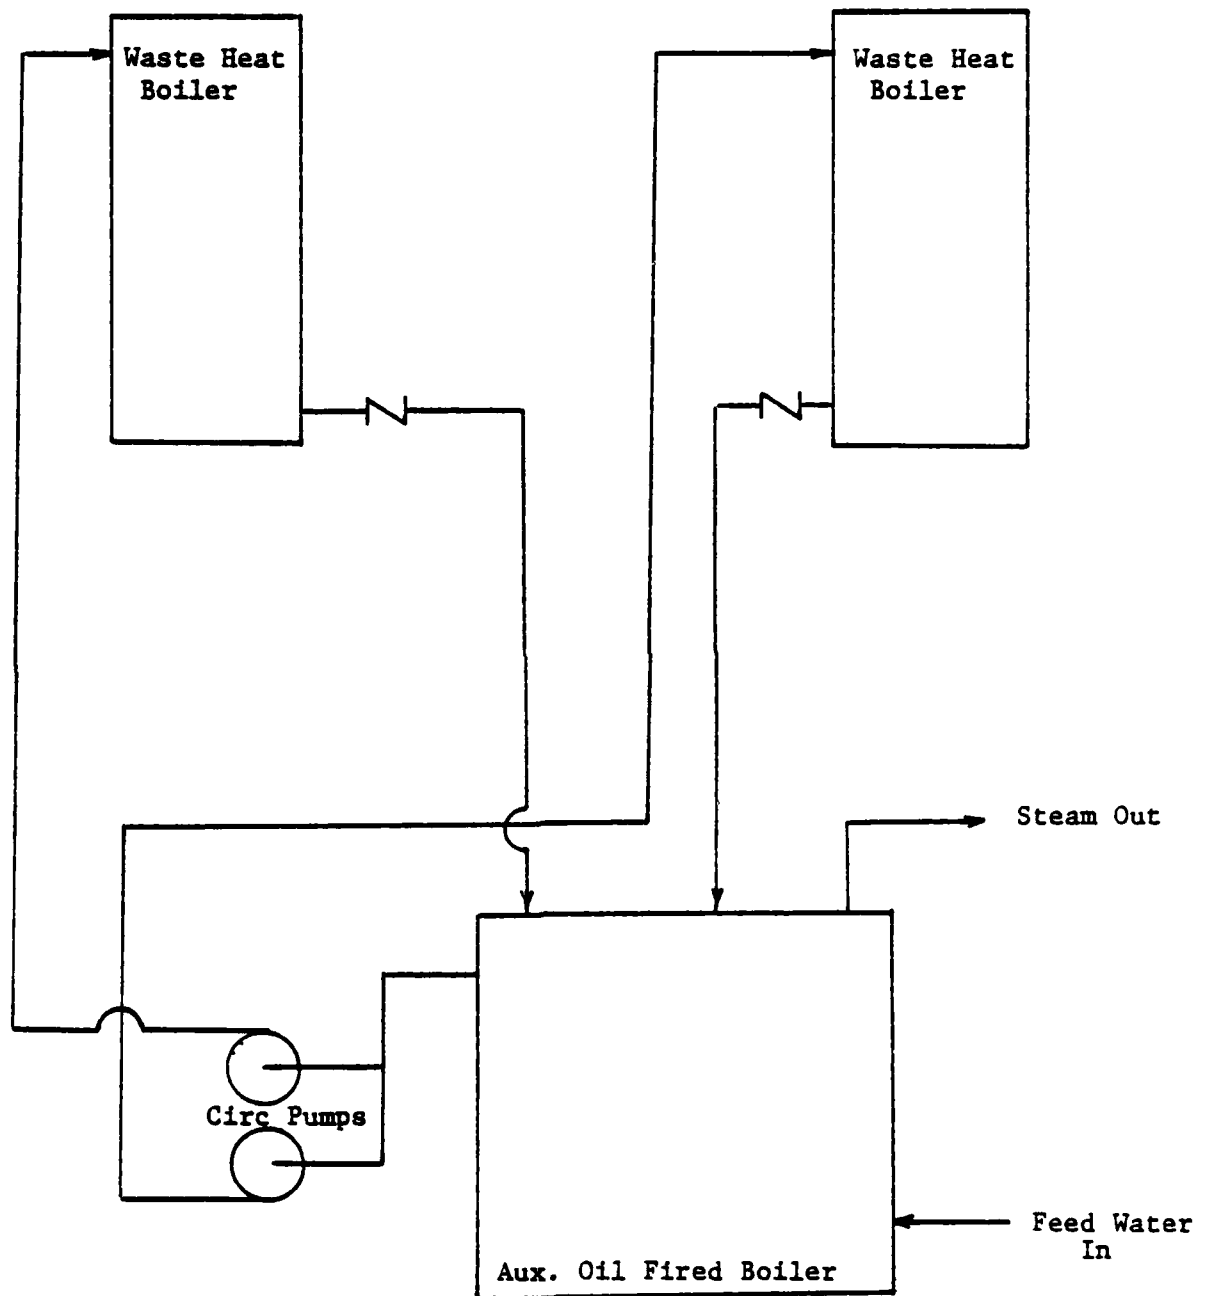 Waste Heat
Boiler
Waste Heat
Boiler
Steam Out
Circ Pumps
Feed Water
In
Aux. Oil Fired Boiler